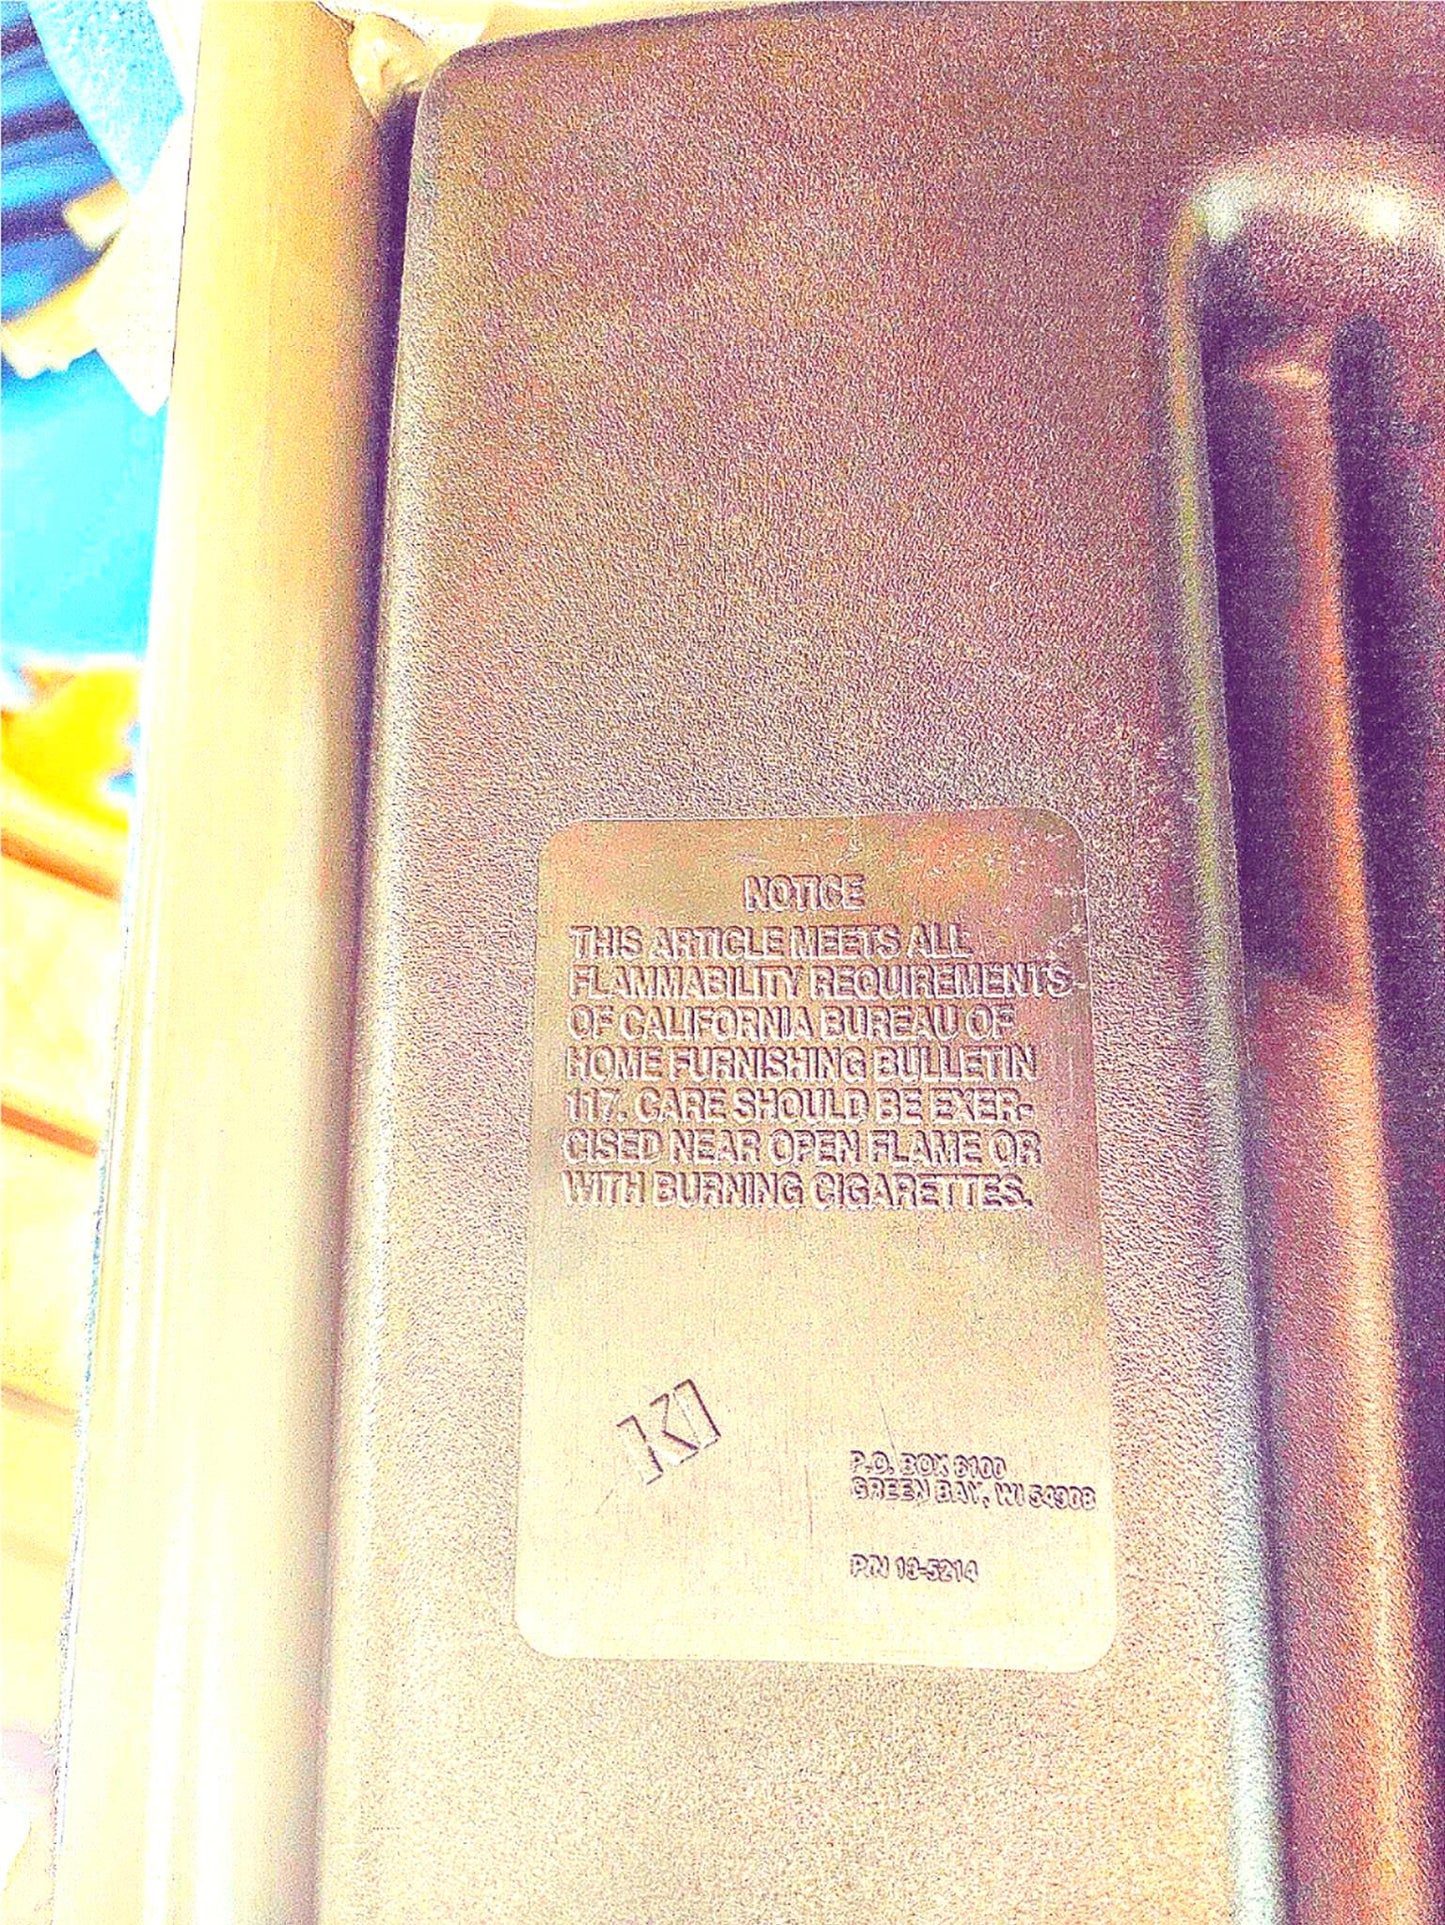 NOTICE
THIS ARTICLE MEETS ALL
FLAMMABILITY REQUIREMENTS
OF CALIFORNIA BUREAU OF
HOME FURNISHING BULLETIN
117. CARE SHOULD BE EXER-
CISED NEAR OPEN FLAME OR
WITH BURNING CIGARETTES.
KI
P.O. BOX 8100
GREEN BAY, WI 54308
P/N 13-5214